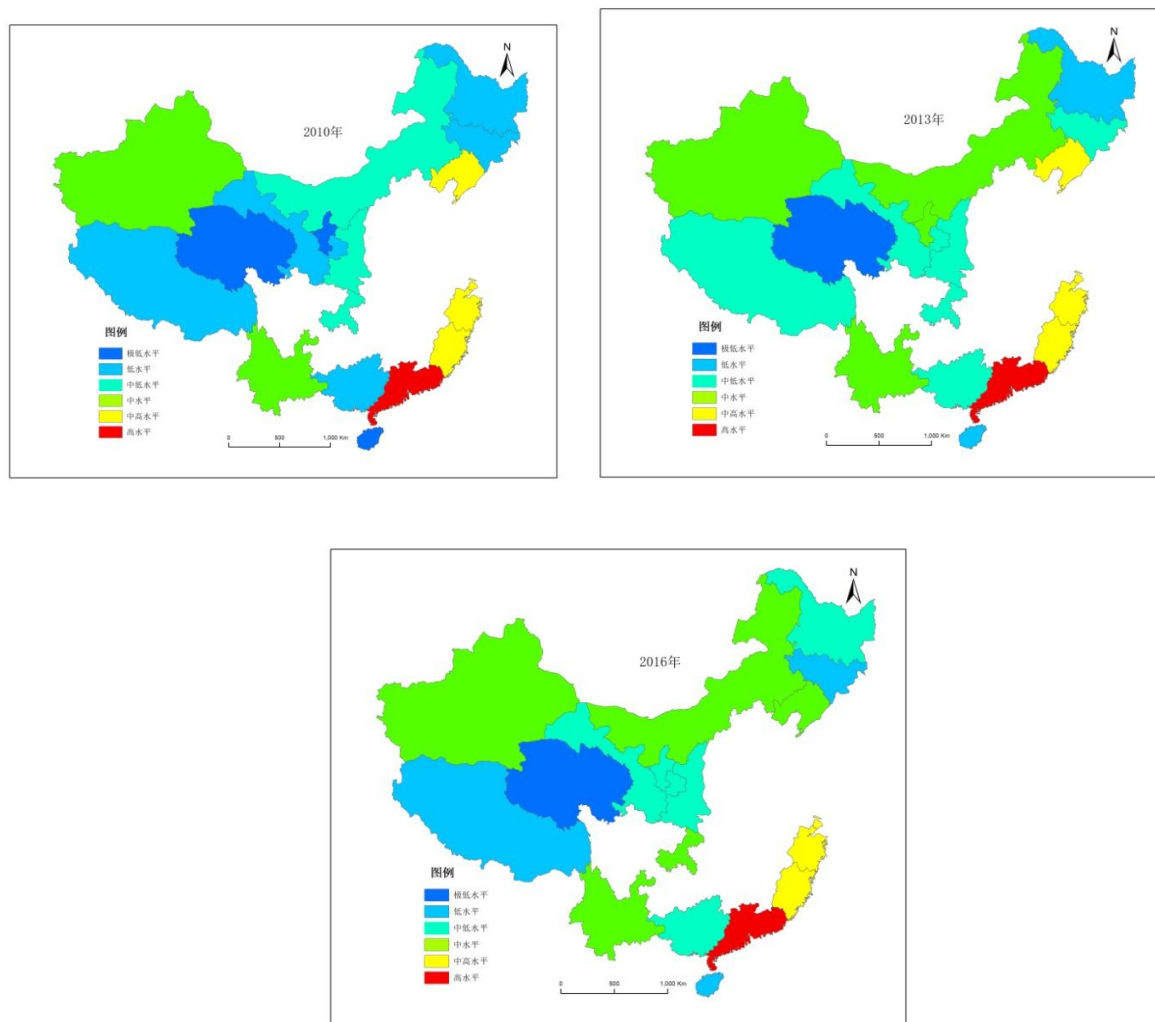 N
2010年
图例
极低水平
低水平
中低水平
中水平
中高水平
高水平
0 500 1,000 Km
N
2013年
图例
极低水平
低水平
中低水平
中水平
中高水平
高水平
0 500 1,000 Km
N
2016年
图例
极低水平
低水平
中低水平
中水平
中高水平
高水平
0 500 1,000 Km